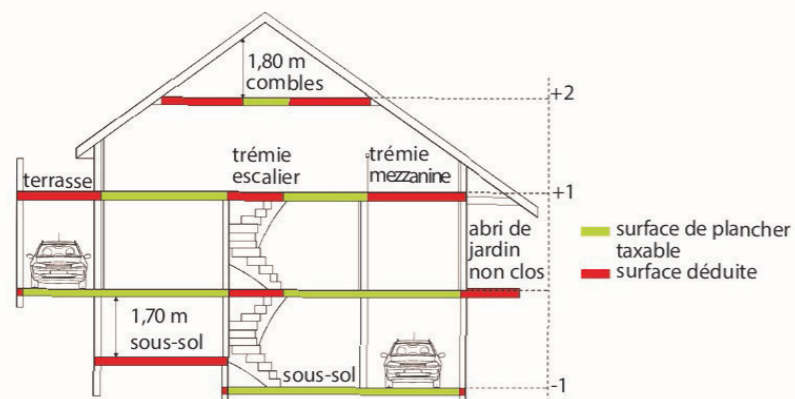 1,80 m
combles
+2
trémie
escalier
trémie
mezzanine
terrasse
+1
abri de
jardin
non clos
surface de plancher
taxable
surface déduite
1,70 m
sous-sol
sous-sol
-1